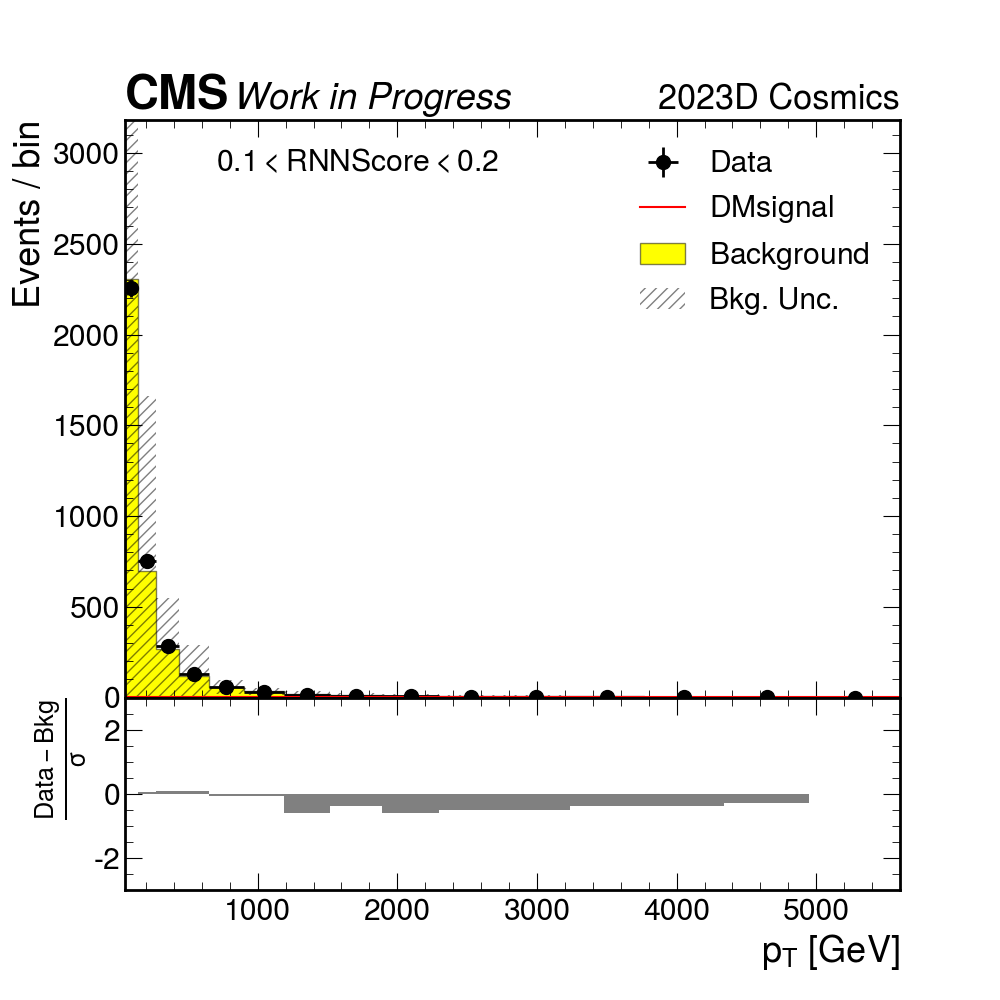 CMS Work in Progress 2023D Cosmics
Events / bin
0.1 < RNNScore < 0.2
Data
DMsignal
Background
Bkg. Unc.
3000
2500
2000
1500
1000
500
0
Data – Bkg
σ
2
0
-2
1000 2000 3000 4000 5000
pT [GeV]